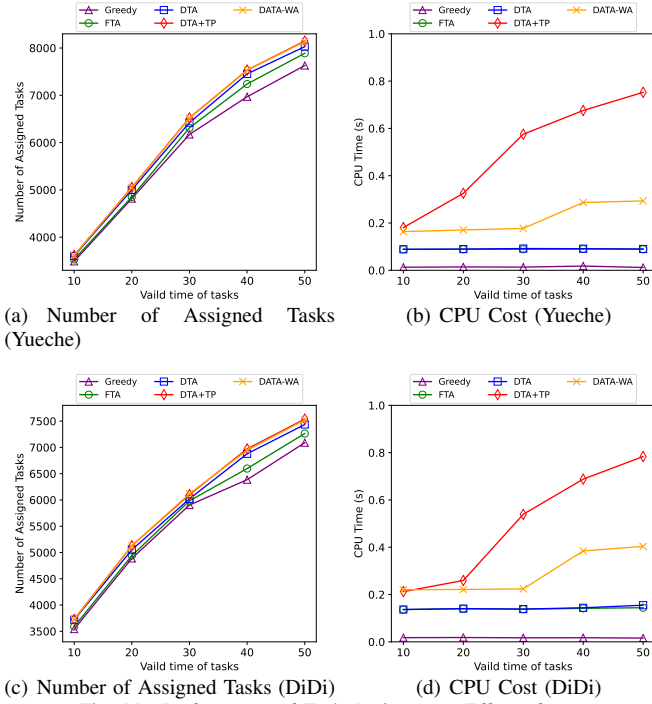 Greedy DTA DATA-WA
FTA DTA+TP
8000
7000
6000
5000
4000
Number of Assigned Tasks
10 20 30 40 50
Vaild time of tasks
(a) Number of Assigned Tasks
(Yueche)
Greedy DTA DATA-WA
FTA DTA+TP
1.0
0.8
0.6
0.4
0.2
0.0
CPU Time (s)
10 20 30 40 50
Vaild time of tasks
(b) CPU Cost (Yueche)
Greedy DTA DATA-WA
FTA DTA+TP
7500
7000
6500
6000
5500
5000
4500
4000
3500
Number of Assigned Tasks
10 20 30 40 50
Vaild time of tasks
(c) Number of Assigned Tasks (DiDi)
Greedy DTA DATA-WA
FTA DTA+TP
1.0
0.8
0.6
0.4
0.2
0.0
CPU Time (s)
10 20 30 40 50
Vaild time of tasks
(d) CPU Cost (DiDi)